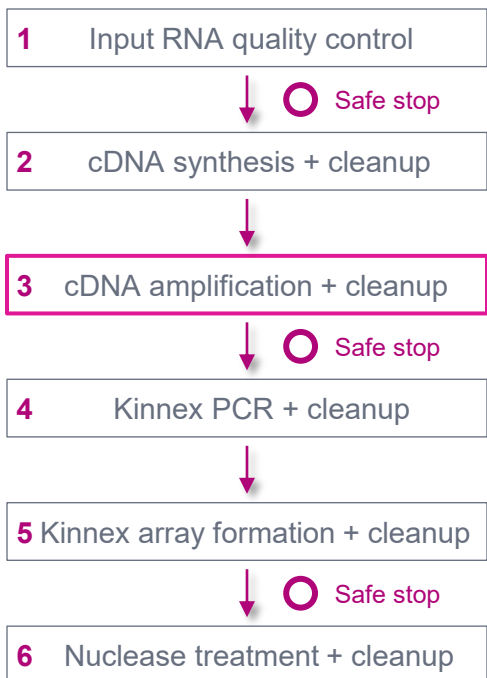 1 Input RNA quality control
Safe stop
2 cDNA synthesis + cleanup
3 cDNA amplification + cleanup
Safe stop
4 Kinnex PCR + cleanup
5 Kinnex array formation + cleanup
Safe stop
6 Nuclease treatment + cleanup